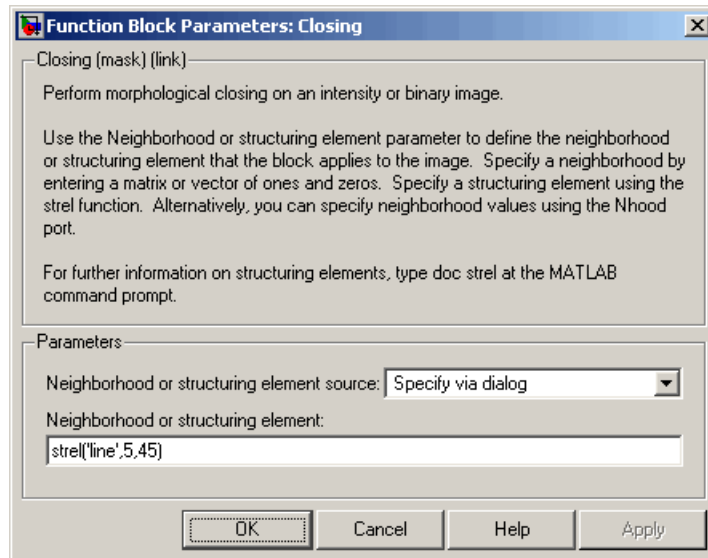 Function Block Parameters: Closing
Closing (mask) (link)
Perform morphological closing on an intensity or binary image.
Use the Neighborhood or structuring element parameter to define the neighborhood
or structuring element that the block applies to the image.  Specify a neighborhood by
entering a matrix or vector of ones and zeros.  Specify a structuring element using the
strel function.  Alternatively, you can specify neighborhood values using the Nhood
port.
For further information on structuring elements, type doc strel at the MATLAB
command prompt.
Parameters
Neighborhood or structuring element source: Specify via dialog
Neighborhood or structuring element:
strel('line',5,45)
OK Cancel Help Apply